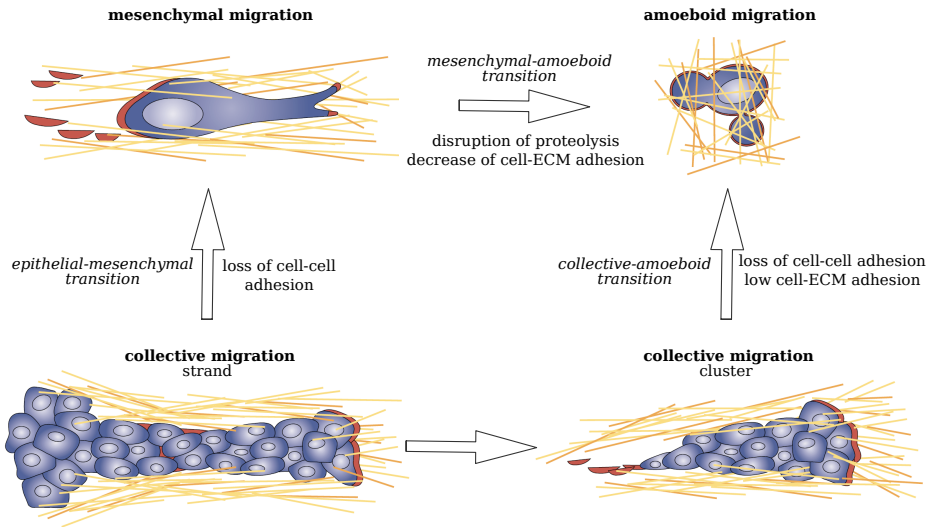 mesenchymal migration
amoeboid migration
mesenchymal-amoeboid
transition
disruption of proteolysis
decrease of cell-ECM adhesion
epithelial-mesenchymal
transition
loss of cell-cell
adhesion
collective-amoeboid
transition
loss of cell-cell adhesion
low cell-ECM adhesion
collective migration
strand
collective migration
cluster